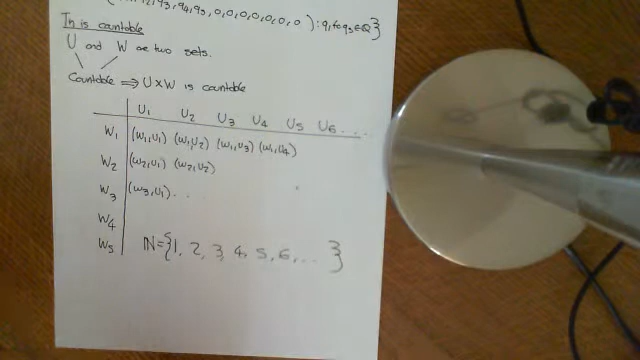 q₃, q₄, q₅, 0, 0, 0, 0, 0, 0, 0 ) : q₁ to q₅ ∈ Q }
Tn is countable
U and W are two sets.
Countable ⇒ U×W is countable
U₁ U₂ U₃ U₄ U₅ U₆ ....
W₁ (w₁,U₁) (w₁,U₂) (w₁,U₃) (w₁,U₄)
W₂ (w₂,U₁) (w₂,U₂)
W₃ (w₃,U₁) . .
W₄
W₅ N={1, 2, 3, 4, 5, 6, ... }